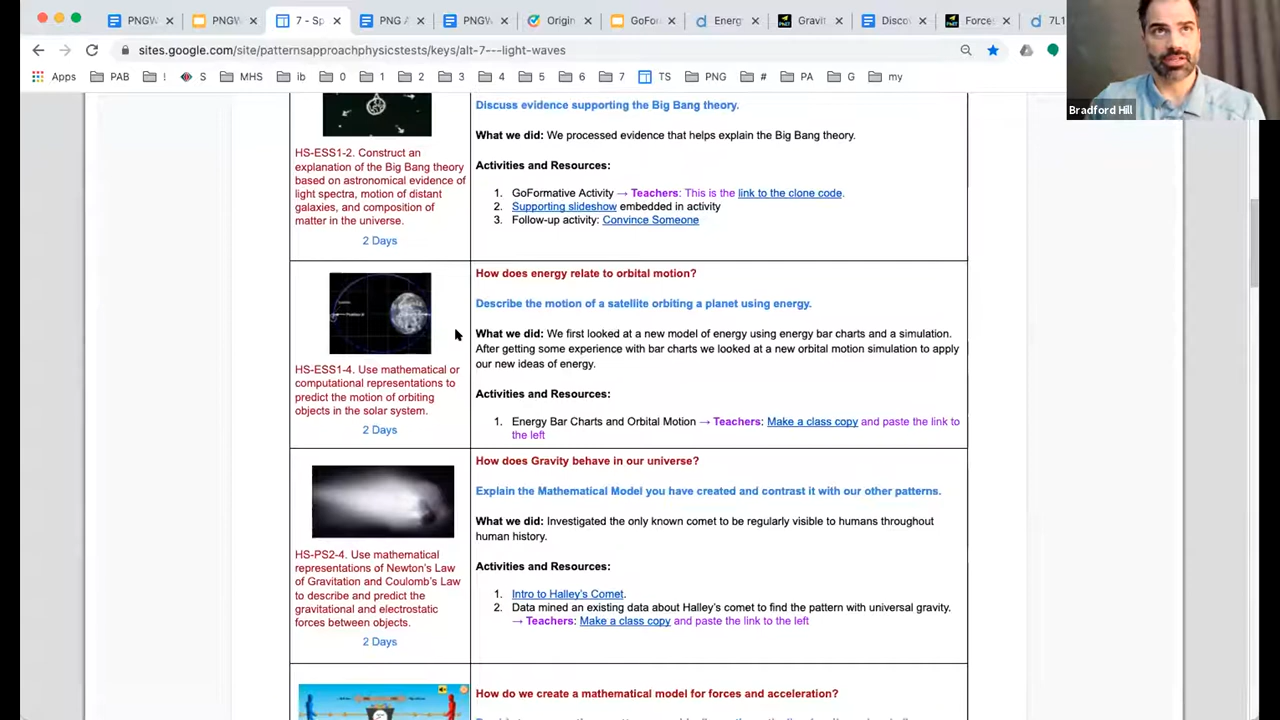 PNGW
PNGW
7 - Sp
PNG A
PNGW
Origin
GoFor
Energ
Gravit
Discov
Forces
7L1
sites.google.com/site/patternsapproachphysicstests/keys/alt-7---light-waves
Apps PAB ! S MHS ib 0 1 2 3 4 5 6 7 TS PNG # PA G my
Bradford Hill
HS-ESS1-2. Construct an
explanation of the Big Bang theory
based on astronomical evidence of
light spectra, motion of distant
galaxies, and composition of
matter in the universe.
2 Days
Discuss evidence supporting the Big Bang theory.
What we did: We processed evidence that helps explain the Big Bang theory.
Activities and Resources:
1. GoFormative Activity → Teachers: This is the link to the clone code.
2. Supporting slideshow embedded in activity
3. Follow-up activity: Convince Someone
HS-ESS1-4. Use mathematical or
computational representations to
predict the motion of orbiting
objects in the solar system.
2 Days
How does energy relate to orbital motion?
Describe the motion of a satellite orbiting a planet using energy.
What we did: We first looked at a new model of energy using energy bar charts and a simulation.
After getting some experience with bar charts we looked at a new orbital motion simulation to apply
our new ideas of energy.
Activities and Resources:
1. Energy Bar Charts and Orbital Motion → Teachers: Make a class copy and paste the link to
the left
HS-PS2-4. Use mathematical
representations of Newton's Law
of Gravitation and Coulomb's Law
to describe and predict the
gravitational and electrostatic
forces between objects.
2 Days
How does Gravity behave in our universe?
Explain the Mathematical Model you have created and contrast it with our other patterns.
What we did: Investigated the only known comet to be regularly visible to humans throughout
human history.
Activities and Resources:
1. Intro to Halley's Comet.
2. Data mined an existing data about Halley's comet to find the pattern with universal gravity.
→ Teachers: Make a class copy and paste the link to the left
How do we create a mathematical model for forces and acceleration?